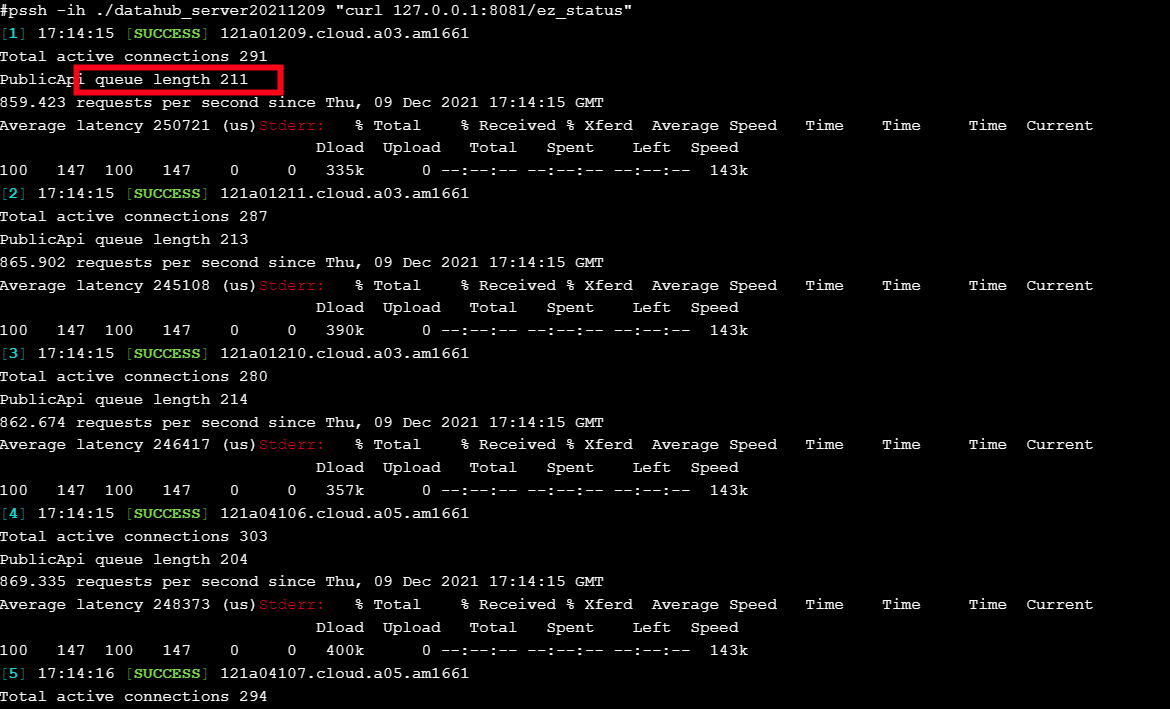 #pssh -ih ./datahub_server20211209 "curl 127.0.0.1:8081/ez_status"
[1] 17:14:15 [SUCCESS] 121a01209.cloud.a03.am1661
Total active connections 291
PublicApi queue length 211
859.423 requests per second since Thu, 09 Dec 2021 17:14:15 GMT
Average latency 250721 (us)Stderr:   % Total    % Received % Xferd  Average Speed   Time    Time     Time  Current
                                 Dload  Upload   Total   Spent    Left  Speed
100   147  100   147    0     0   335k      0 --:--:-- --:--:-- --:--:--  143k
[2] 17:14:15 [SUCCESS] 121a01211.cloud.a03.am1661
Total active connections 287
PublicApi queue length 213
865.902 requests per second since Thu, 09 Dec 2021 17:14:15 GMT
Average latency 245108 (us)Stderr:   % Total    % Received % Xferd  Average Speed   Time    Time     Time  Current
                                 Dload  Upload   Total   Spent    Left  Speed
100   147  100   147    0     0   390k      0 --:--:-- --:--:-- --:--:--  143k
[3] 17:14:15 [SUCCESS] 121a01210.cloud.a03.am1661
Total active connections 280
PublicApi queue length 214
862.674 requests per second since Thu, 09 Dec 2021 17:14:15 GMT
Average latency 246417 (us)Stderr:   % Total    % Received % Xferd  Average Speed   Time    Time     Time  Current
                                 Dload  Upload   Total   Spent    Left  Speed
100   147  100   147    0     0   357k      0 --:--:-- --:--:-- --:--:--  143k
[4] 17:14:15 [SUCCESS] 121a04106.cloud.a05.am1661
Total active connections 303
PublicApi queue length 204
869.335 requests per second since Thu, 09 Dec 2021 17:14:15 GMT
Average latency 248373 (us)Stderr:   % Total    % Received % Xferd  Average Speed   Time    Time     Time  Current
                                 Dload  Upload   Total   Spent    Left  Speed
100   147  100   147    0     0   400k      0 --:--:-- --:--:-- --:--:--  143k
[5] 17:14:16 [SUCCESS] 121a04107.cloud.a05.am1661
Total active connections 294